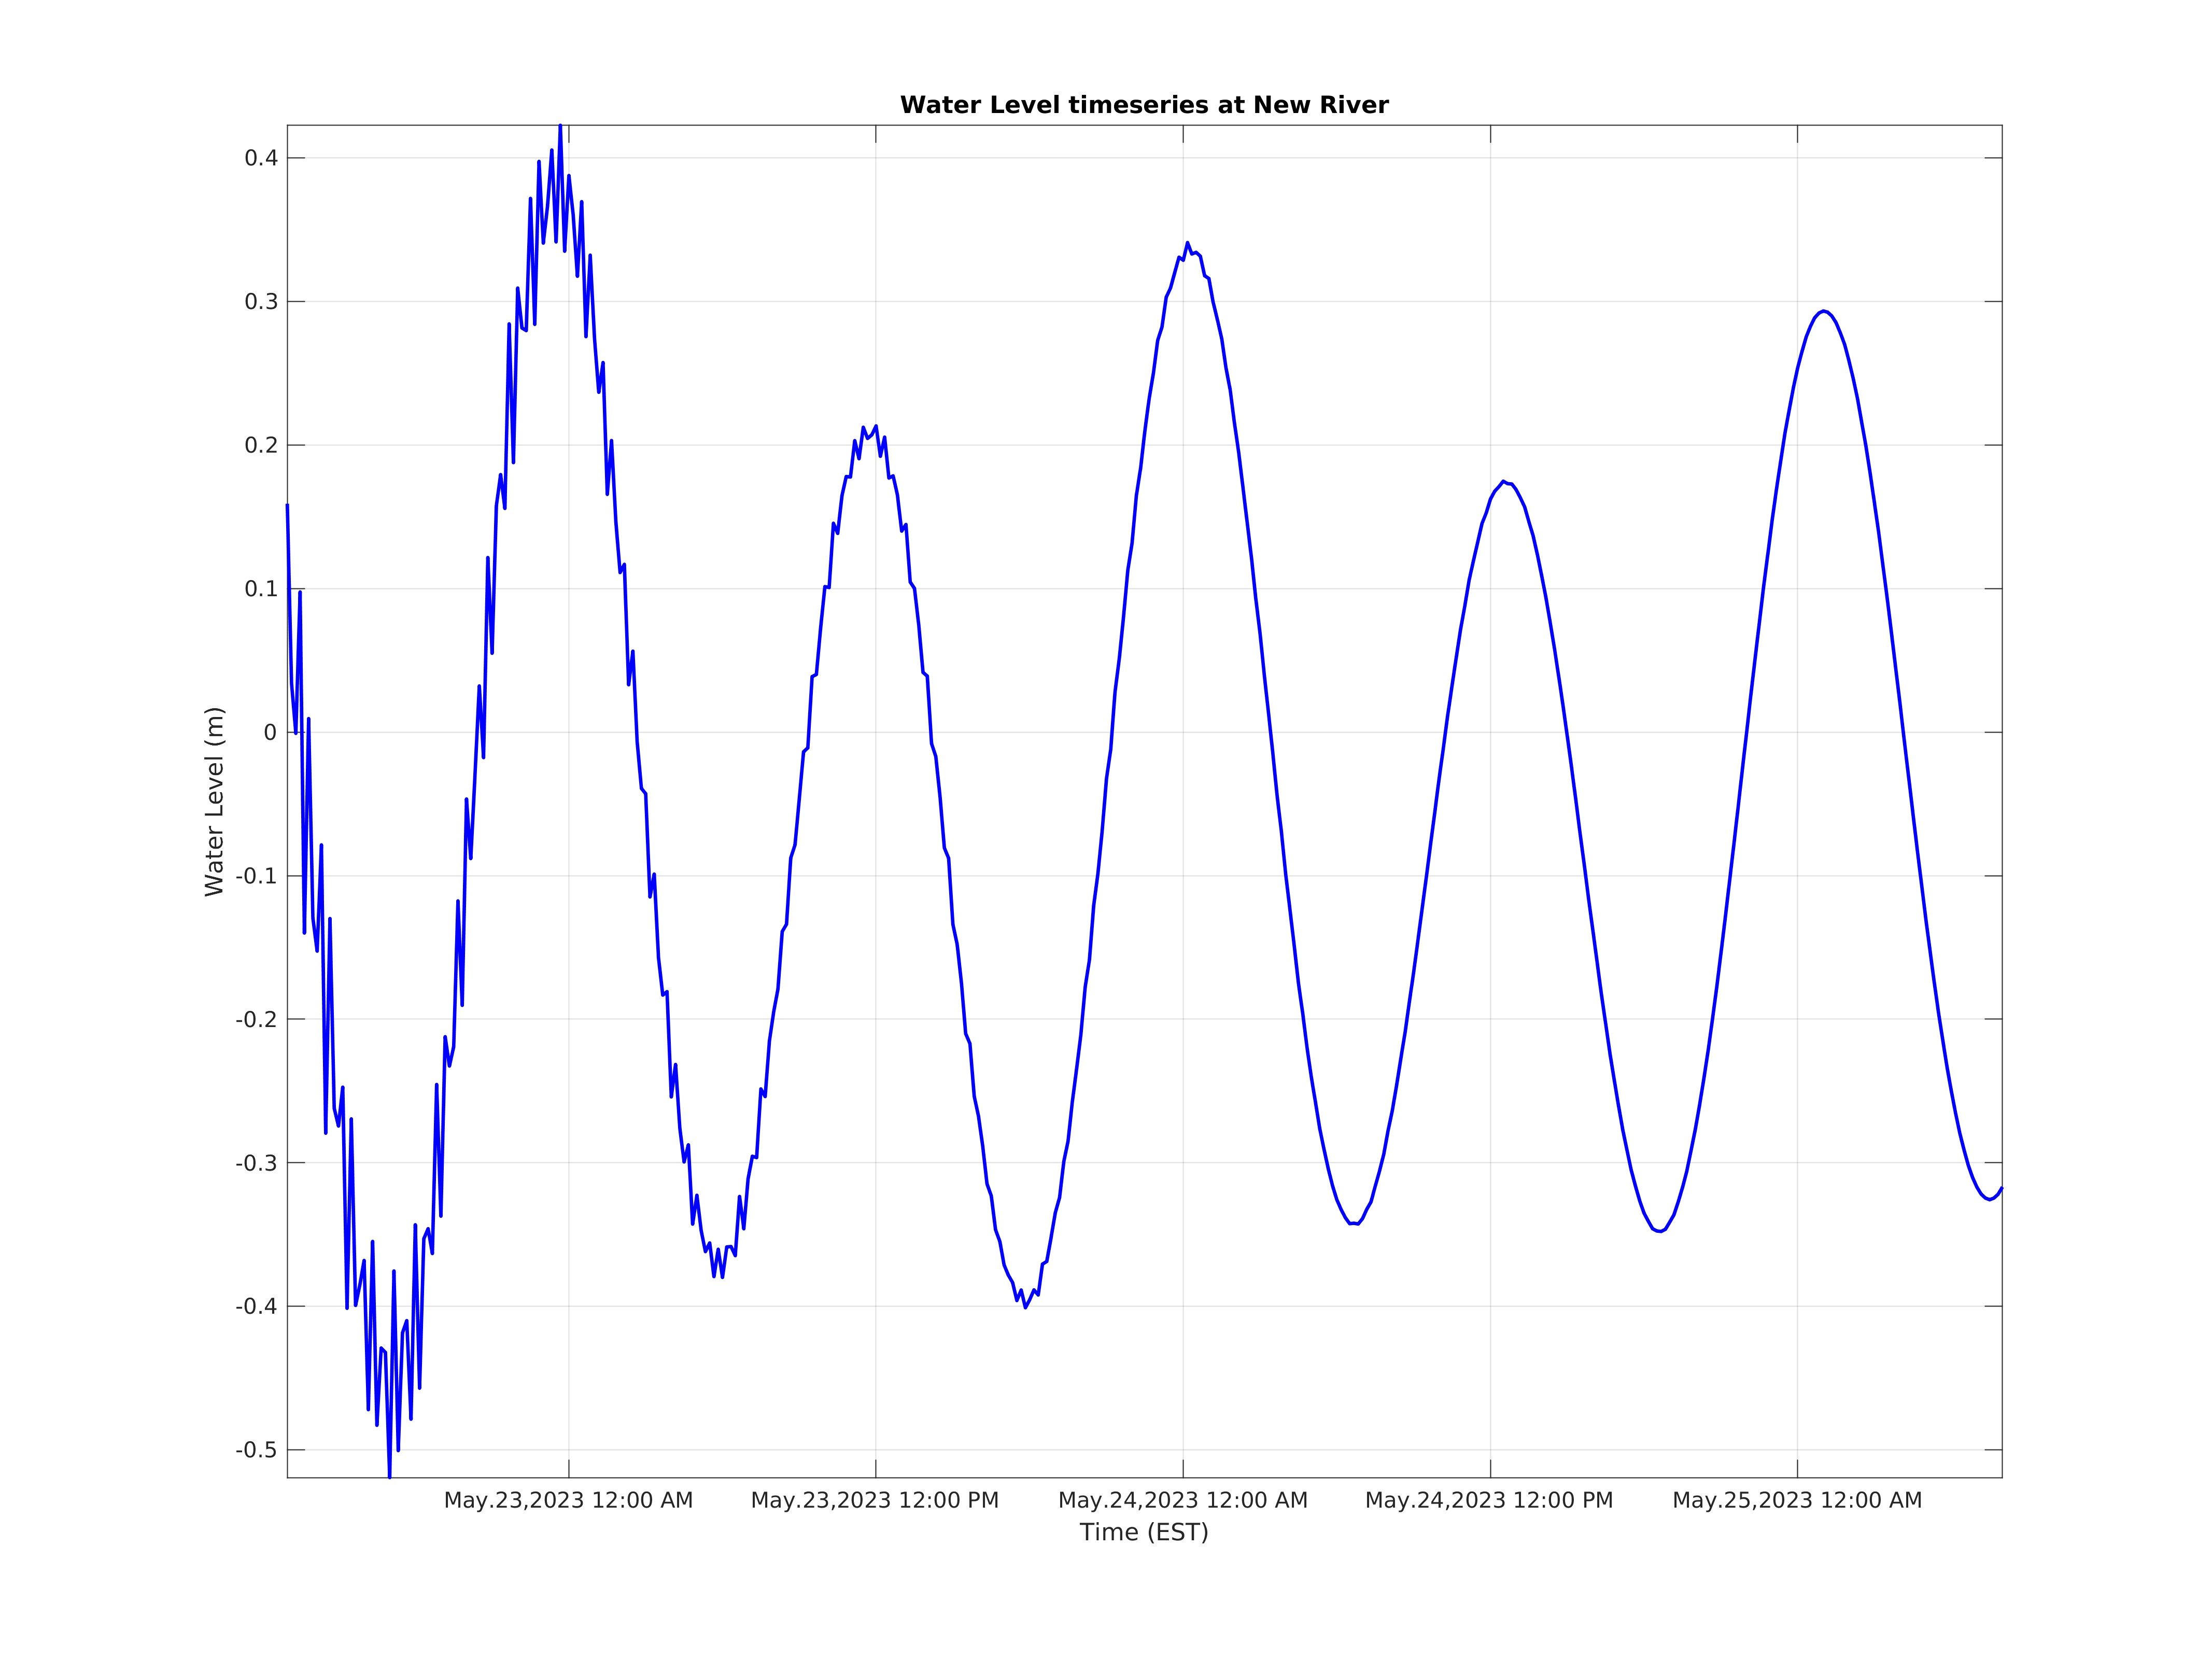 Water Level timeseries at New River
0.4
0.3
0.2
0.1
0
-0.1
-0.2
-0.3
-0.4
-0.5
Water Level (m)
May.23,2023 12:00 AM
May.23,2023 12:00 PM
May.24,2023 12:00 AM
May.24,2023 12:00 PM
May.25,2023 12:00 AM
Time (EST)